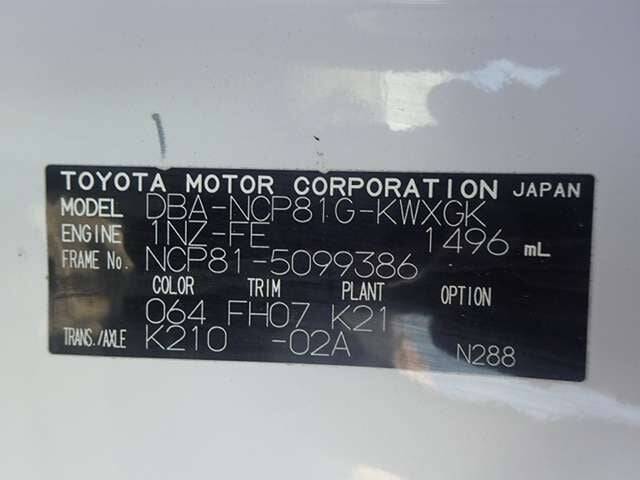 TOYOTA MOTOR CORPORATION JAPAN
MODEL DBA-NCP81G-KWXGK
ENGINE 1NZ-FE 1496 mL
FRAME No. NCP81-5099386
COLOR TRIM PLANT OPTION
064 FH07 K21
TRANS./AXLE K210 -02A N288